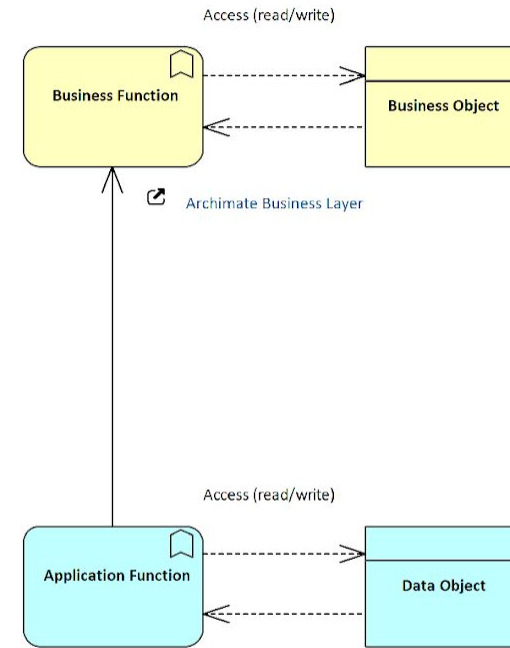 Access (read/write)
Business Function
Business Object
Archimate Business Layer
Access (read/write)
Application Function
Data Object